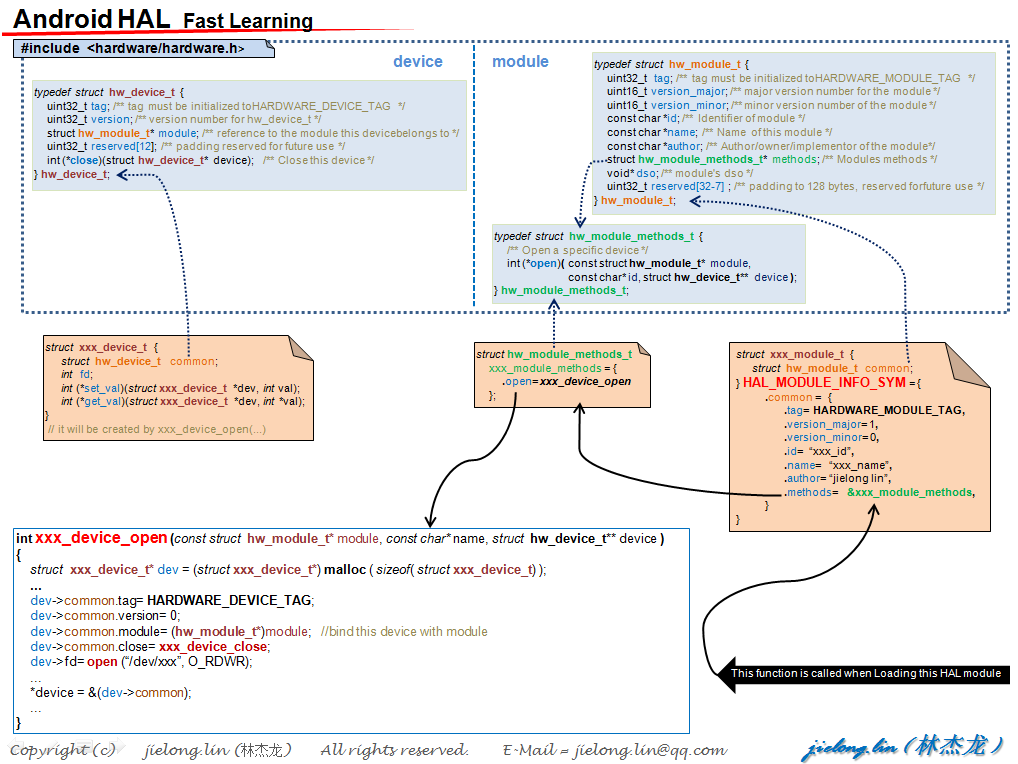 Android HAL Fast Learning
#include <hardware/hardware.h>
device
module
typedef struct hw_device_t {
uint32_t tag; /** tag must be initialized to HARDWARE_DEVICE_TAG */
uint32_t version; /** version number for hw_device_t */
struct hw_module_t* module; /** reference to the module this device belongs to */
uint32_t reserved[12]; /** padding reserved for future use */
int (*close)(struct hw_device_t* device); /** Close this device */
} hw_device_t;
typedef struct hw_module_t {
uint32_t tag; /** tag must be initialized to HARDWARE_MODULE_TAG */
uint16_t version_major; /** major version number for the module */
uint16_t version_minor; /** minor version number of the module */
const char *id; /** Identifier of module */
const char *name; /** Name of this module */
const char *author; /** Author/owner/implementor of the module */
struct hw_module_methods_t* methods; /** Modules methods */
void* dso; /** module's dso */
uint32_t reserved[32-7] ; /** padding to 128 bytes, reserved for future use */
} hw_module_t;
typedef struct hw_module_methods_t {
/** Open a specific device */
int (*open)( const struct hw_module_t* module,
const char* id, struct hw_device_t** device );
} hw_module_methods_t;
struct xxx_device_t {
struct hw_device_t common;
int fd;
int (*set_val)(struct xxx_device_t *dev, int val);
int (*get_val)(struct xxx_device_t *dev, int *val);
}
// it will be created by xxx_device_open(...)
struct hw_module_methods_t
xxx_module_methods = {
.open= xxx_device_open
};
struct xxx_module_t {
struct hw_module_t common;
} HAL_MODULE_INFO_SYM = {
.common = {
.tag= HARDWARE_MODULE_TAG,
.version_major= 1,
.version_minor= 0,
.id= “xxx_id”,
.name= “xxx_name”,
.author= “jielong lin”,
.methods= &xxx_module_methods,
}
}
int xxx_device_open (const struct hw_module_t* module, const char* name, struct hw_device_t** device )
{
struct xxx_device_t* dev = (struct xxx_device_t*) malloc ( sizeof( struct xxx_device_t) );
...
dev->common.tag= HARDWARE_DEVICE_TAG;
dev->common.version= 0;
dev->common.module= (hw_module_t*)module; //bind this device with module
dev->common.close= xxx_device_close;
dev->fd= open (“/dev/xxx”, O_RDWR);
...
*device = &(dev->common);
...
}
This function is called when Loading this HAL module
Copyright (c) jielong.lin (林杰龙) All rights reserved. E-Mail = jielong.lin@qq.com
jielong.lin (林杰龙)